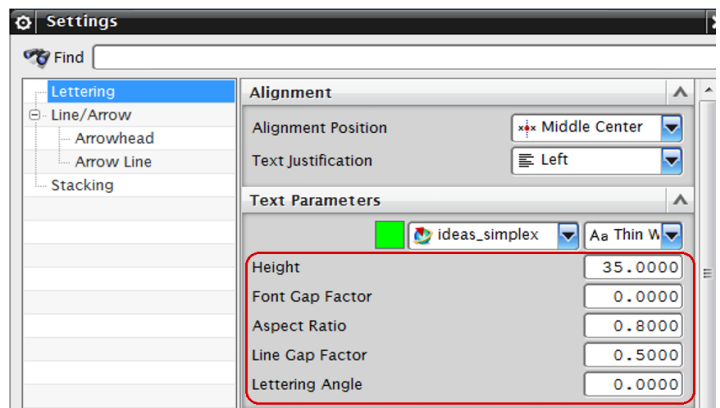 Settings
Find
Lettering
Line/Arrow
Arrowhead
Arrow Line
Stacking
Alignment
Alignment Position Middle Center
Text Justification Left
Text Parameters
ideas_simplex Aa Thin W
Height 35.0000
Font Gap Factor 0.0000
Aspect Ratio 0.8000
Line Gap Factor 0.5000
Lettering Angle 0.0000